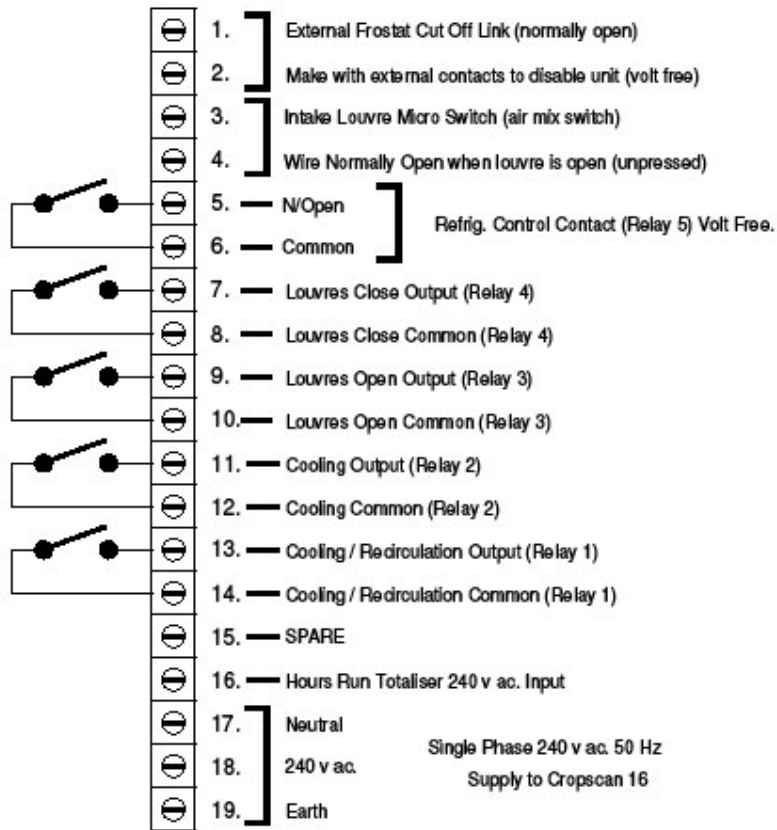 1. External Frostat Cut Off Link (normally open)
2. Make with external contacts to disable unit (volt free)
3. Intake Louvre Micro Switch (air mix switch)
4. Wire Normally Open when louvre is open (unpressed)
5. N/Open
Refrig. Control Contact (Relay 5) Volt Free.
6. Common
7. Louvres Close Output (Relay 4)
8. Louvres Close Common (Relay 4)
9. Louvres Open Output (Relay 3)
10. Louvres Open Common (Relay 3)
11. Cooling Output (Relay 2)
12. Cooling Common (Relay 2)
13. Cooling / Recirculation Output (Relay 1)
14. Cooling / Recirculation Common (Relay 1)
15. SPARE
16. Hours Run Totaliser 240 v ac. Input
17. Neutral
18. 240 v ac.
19. Earth
Single Phase 240 v ac. 50 Hz
Supply to Cropscan 16